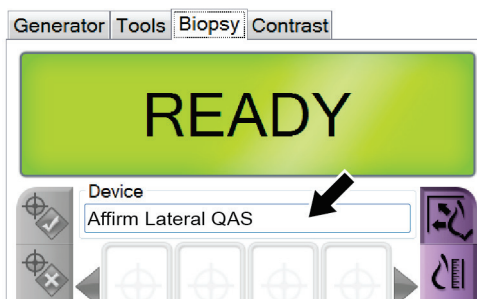 Generator Tools Biopsy Contrast
READY
Device
Affirm Lateral QAS